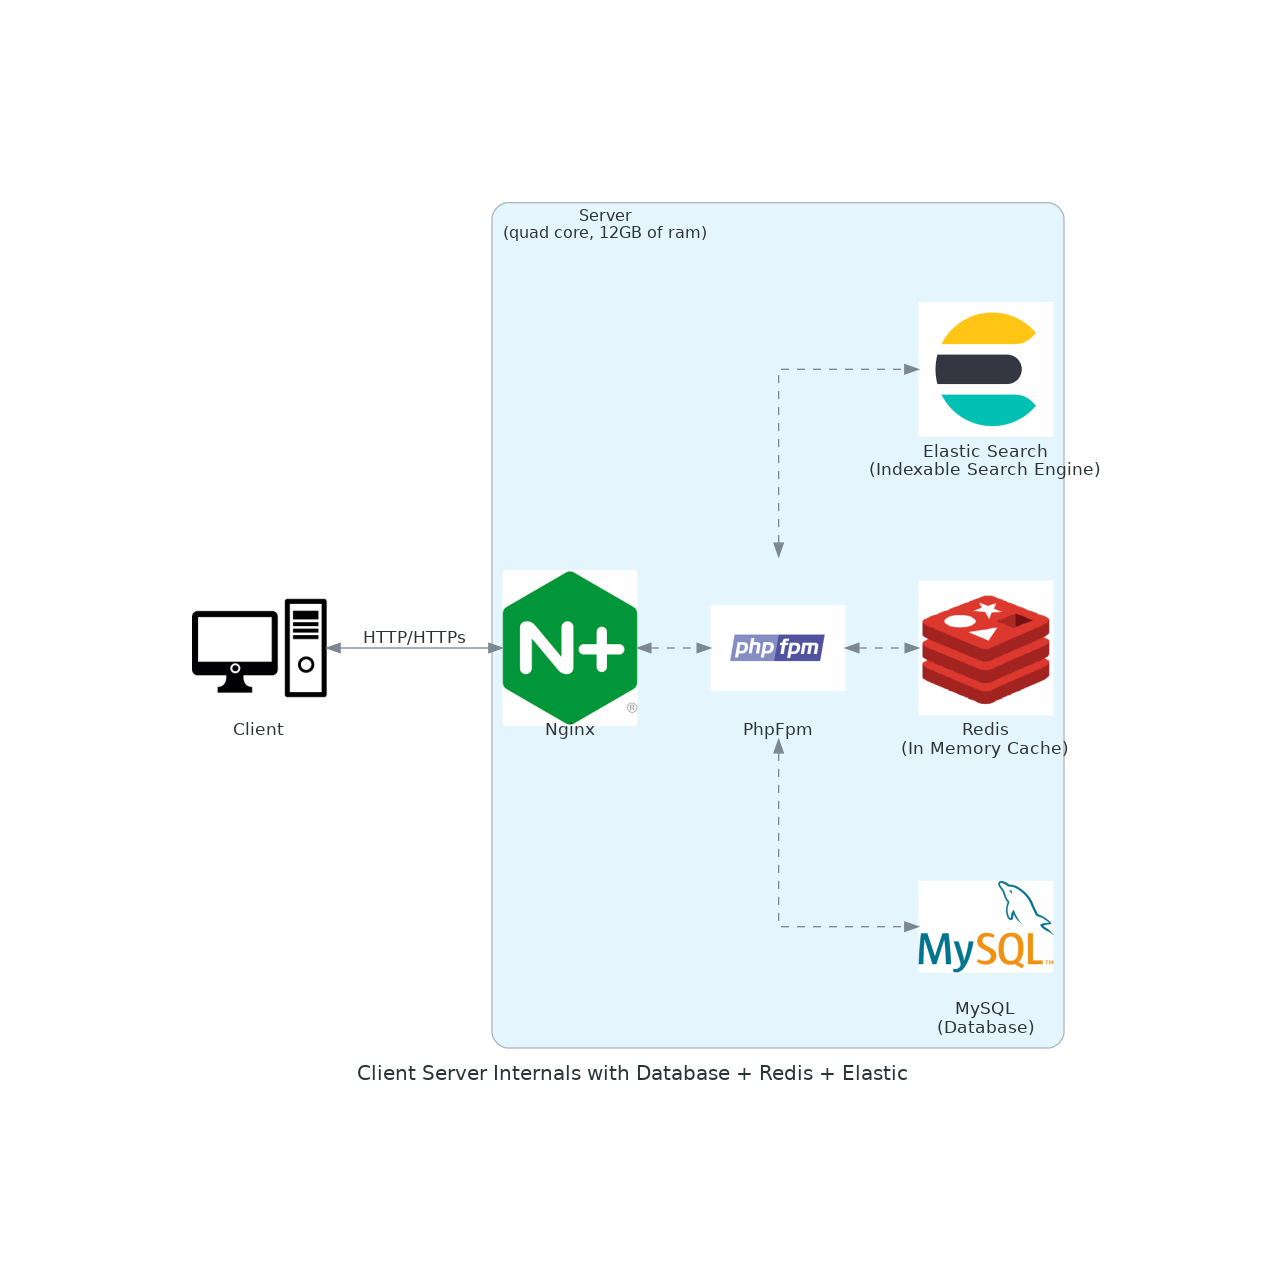 Server
(quad core, 12GB of ram)
Elastic Search
(Indexable Search Engine)
HTTP/HTTPs
N+
®
php fpm
Client
Nginx
PhpFpm
Redis
(In Memory Cache)
MySQL™
MySQL
(Database)
Client Server Internals with Database + Redis + Elastic